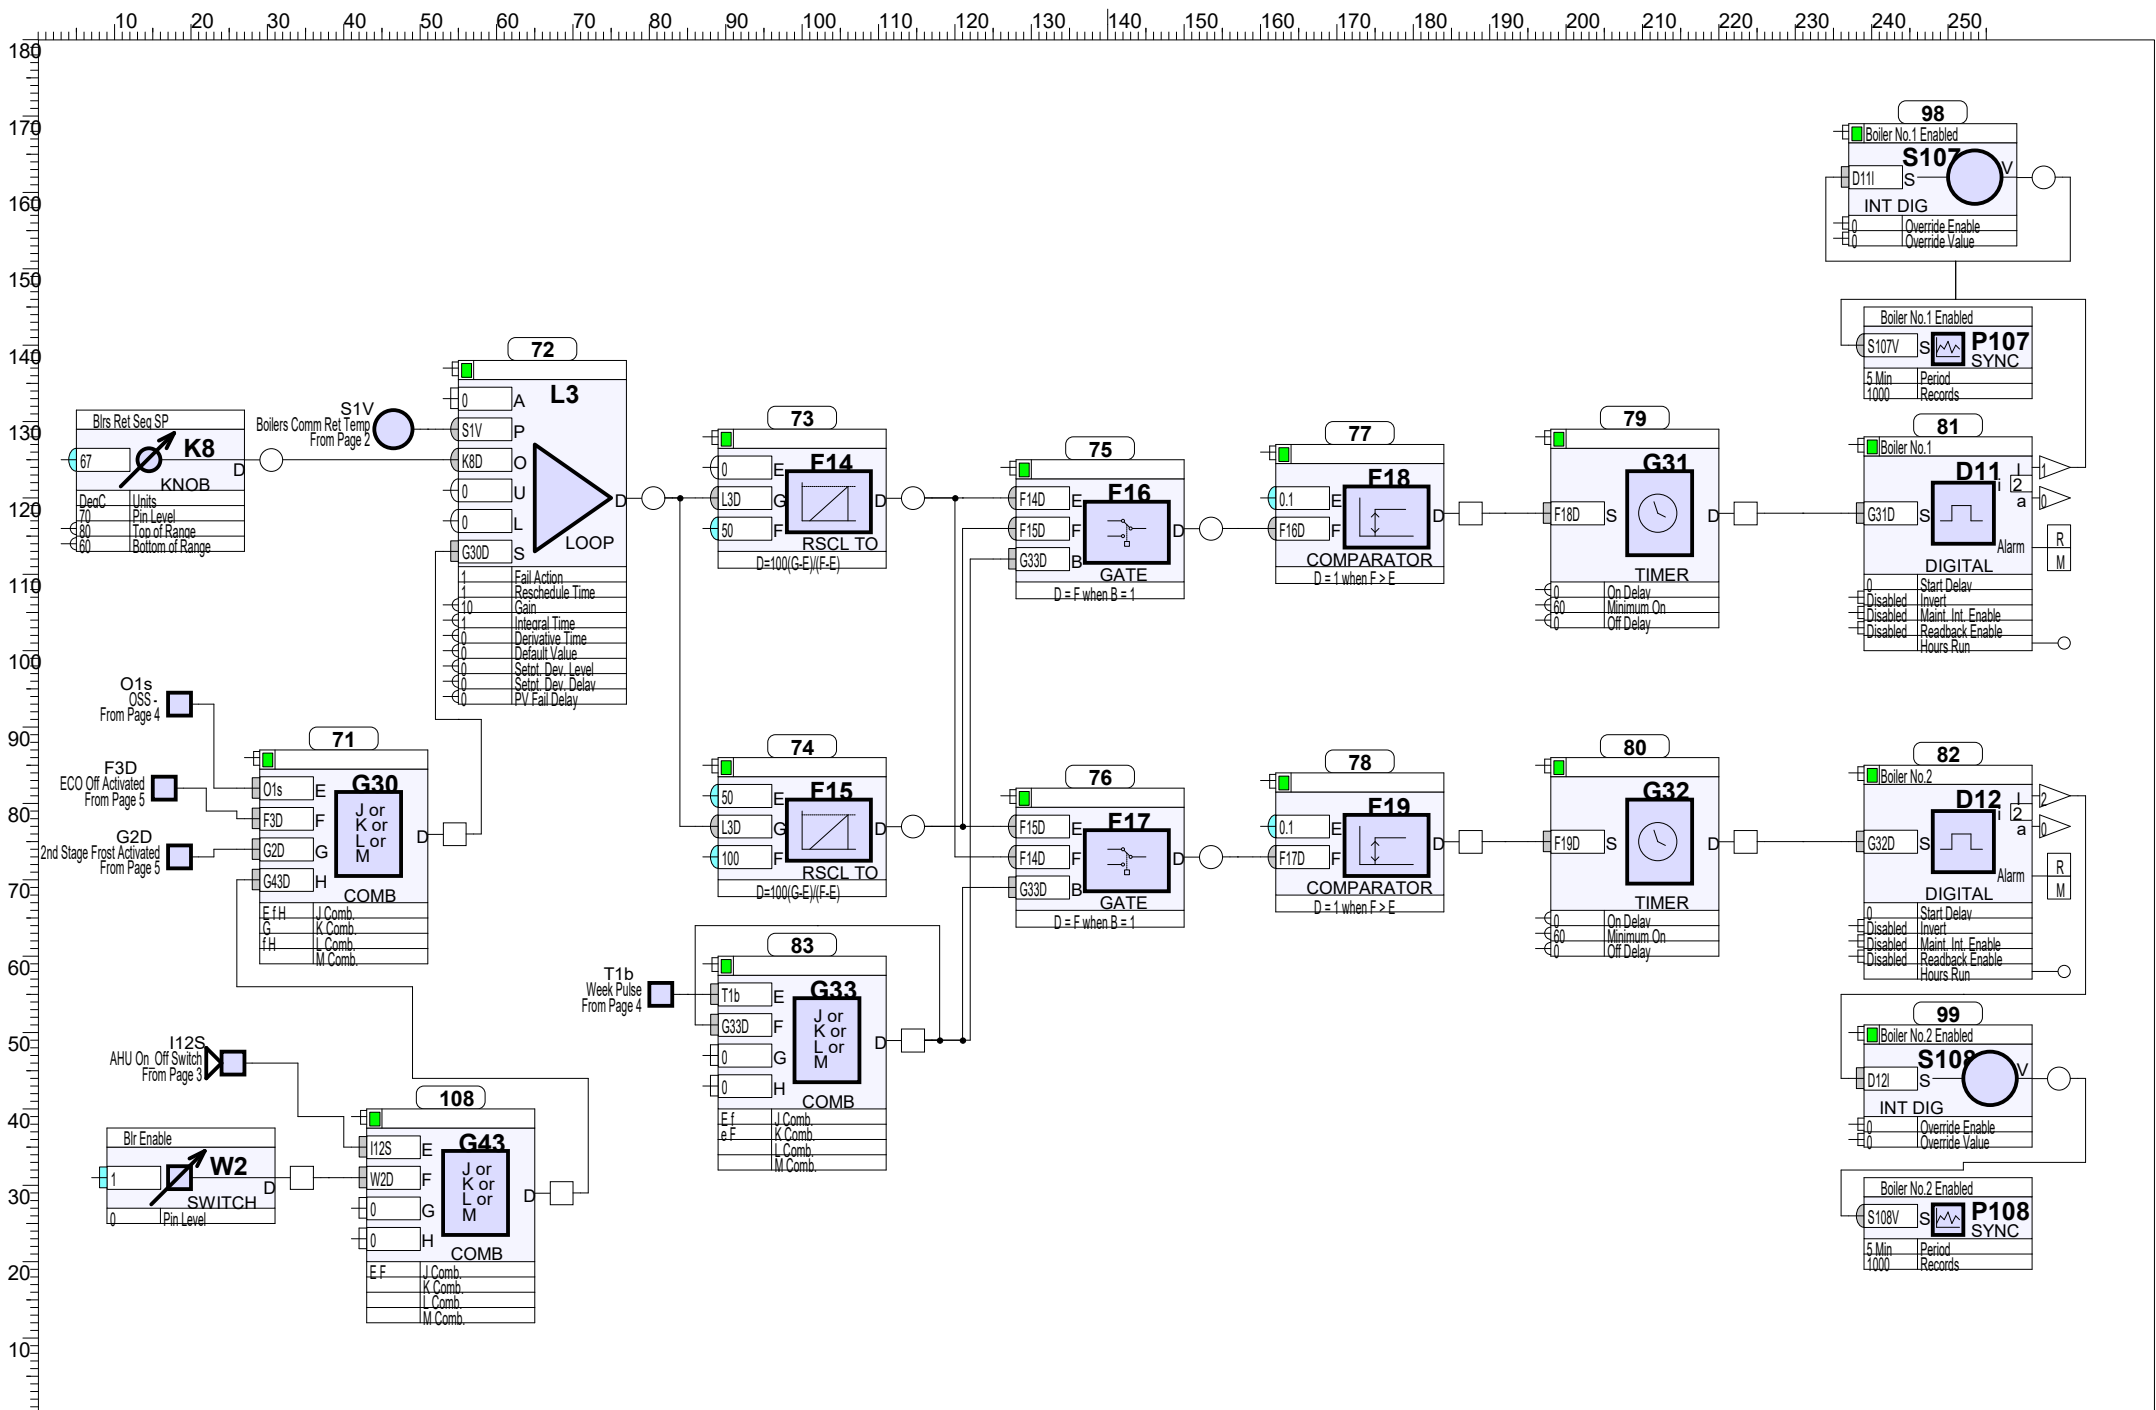 10 20 30 40 50 60 70 80 90 100 110 120 130 140 150 160 170 180 190 200 210 220 230 240 250
180
170
160
150
140
130
120
110
100
90
80
70
60
50
40
30
20
10
Blrs Ret Seq SP
67
K8
D
KNOB
DegC Units
70 Pin Level
80 Top of Range
60 Bottom of Range
S1V
Boilers Comm Ret Temp
From Page 2
72
L3
0 A
S1V P
K8D O
0 U
0 L
G30D S
D
LOOP
1 Fail Action
1 Reschedule Time
10 Gain
1 Integral Time
0 Derivative Time
0 Default Value
0 Setpt. Dev. Level
0 Setpt. Dev. Delay
0 PV Fail Delay
O1s
OSS -
From Page 4
F3D
ECO Off Activated
From Page 5
G2D
2nd Stage Frost Activated
From Page 5
71
G30
O1s E
F3D F
G2D G
G43D H
J or
K or
L or
M
D
COMB
E f H J Comb.
G K Comb.
f H L Comb.
M Comb.
I12S
AHU On_Off Switch
From Page 3
Blr Enable
1
W2
D
SWITCH
0 Pin Level
108
G43
I12S E
W2D F
0 G
0 H
J or
K or
L or
M
D
COMB
E F J Comb.
K Comb.
L Comb.
M Comb.
73
F14
0 E
L3D G
50 F
D
RSCL TO
D=100(G-E)/(F-E)
74
F15
50 E
L3D G
100 F
D
RSCL TO
D=100(G-E)/(F-E)
T1b
Week Pulse
From Page 4
83
G33
T1b E
G33D F
0 G
0 H
J or
K or
L or
M
D
COMB
E f J Comb.
e F K Comb.
L Comb.
M Comb.
75
F16
F14D E
F15D F
G33D B
D
GATE
D = F when B = 1
76
F17
F15D E
F14D F
G33D B
D
GATE
D = F when B = 1
77
F18
0.1 E
F16D F
D
COMPARATOR
D = 1 when F > E
78
F19
0.1 E
F17D F
D
COMPARATOR
D = 1 when F > E
79
G31
F18D S
D
TIMER
0 On Delay
60 Minimum On
0 Off Delay
80
G32
F19D S
D
TIMER
0 On Delay
60 Minimum On
0 Off Delay
98
Boiler No.1 Enabled
S107
D11I S
V
INT DIG
0 Override Enable
0 Override Value
Boiler No.1 Enabled
S107V S
P107
SYNC
5 Min Period
1000 Records
81
Boiler No.1
D11
I 1
i 2
a 0
G31D S
Alarm R
M
DIGITAL
0 Start Delay
Disabled Invert
Disabled Maint. Int. Enable
Disabled Readback Enable
Hours Run
82
Boiler No.2
D12
I 2
i 2
a 0
G32D S
Alarm R
M
DIGITAL
0 Start Delay
Disabled Invert
Disabled Maint. Int. Enable
Disabled Readback Enable
Hours Run
99
Boiler No.2 Enabled
S108
D12I S
V
INT DIG
0 Override Enable
0 Override Value
Boiler No.2 Enabled
S108V S
P108
SYNC
5 Min Period
1000 Records